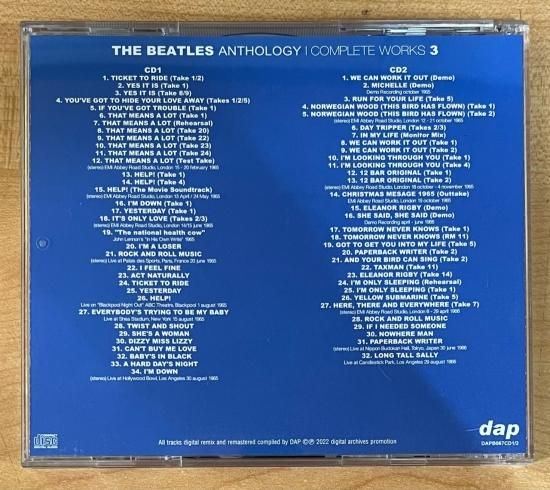 THE BEATLES ANTHOLOGY | COMPLETE WORKS 3
CD1
1. TICKET TO RIDE (Take 1/2)
2. YES IT IS (Take 1)
3. YES IT IS (Take 8/9)
4. YOU'VE GOT TO HIDE YOUR LOVE AWAY (Takes 1/2/5)
5. IF YOU'VE GOT TROUBLE (Take 1)
6. THAT MEANS A LOT (Take 1)
7. THAT MEANS A LOT (Rehearsal)
8. THAT MEANS A LOT (Take 20)
9. THAT MEANS A LOT (Take 22)
10. THAT MEANS A LOT (Take 23)
11. THAT MEANS A LOT (Take 24)
12. THAT MEANS A LOT (Test Take)
(stereo) EMI Abbey Road Studio, London 15 - 20 february 1965
13. HELP! (Take 1)
14. HELP! (Take 4)
15. HELP! (The Movie Soundtrack)
(stereo) EMI Abbey Road Studio, London 13 April / 24 May 1965
16. I'M DOWN (Take 1)
17. YESTERDAY (Take 1)
18. IT'S ONLY LOVE (Takes 2/3)
(stereo) EMI Abbey Road Studio, London 14/15 june 1965
19. "The national health cow"
John Lennon's "In His Own Write" 1965
20. I'M A LOSER
21. ROCK AND ROLL MUSIC
(stereo) Live at Palais des Sports, Paris, France 20 june 1965
22. I FEEL FINE
23. ACT NATURALLY
24. TICKET TO RIDE
25. YESTERDAY
26. HELP!
Live on "Blackpool Night Out" ABC Theatre, Blackpool 1 august 1965
27. EVERYBODY'S TRYING TO BE MY BABY
Live at Shea Stadium, New York 15 august 1965
28. TWIST AND SHOUT
29. SHE'S A WOMAN
30. DIZZY MISS LIZZY
31. CAN'T BUY ME LOVE
32. BABY'S IN BLACK
33. A HARD DAY'S NIGHT
34. I'M DOWN
(stereo) Live at Hollywood Bowl, Los Angeles 30 august 1965
CD2
1. WE CAN WORK IT OUT (Demo)
2. MICHELLE (Demo)
Demo Recording october 1965
3. RUN FOR YOUR LIFE (Take 5)
4. NORWEGIAN WOOD (THIS BIRD HAS FLOWN) (Take 1)
5. NORWEGIAN WOOD (THIS BIRD HAS FLOWN) (Take 2)
(stereo) EMI Abbey Road Studio, London 12 - 21 october 1965
6. DAY TRIPPER (Takes 2/3)
7. IN MY LIFE (Monitor Mix)
8. WE CAN WORK IT OUT (Take 1)
9. WE CAN WORK IT OUT (Take 2)
10. I'M LOOKING THROUGH YOU (Take 1)
11. I'M LOOKING THROUGH YOU (Take 4)
12. 12 BAR ORIGINAL (Take 1)
13. 12 BAR ORIGINAL (Take 2)
(stereo) EMI Abbey Road Studio, London 16 october - 4 november 1965
14. CHRISTMAS MESAGE 1965 (Outtake)
(stereo) EMI Abbey Road Studio, London 18 october 1965
15. ELEANOR RIGBY (Demo)
16. SHE SAID, SHE SAID (Demo)
Demo Recording april - june 1966
17. TOMORROW NEVER KNOWS (Take 1)
18. TOMORROW NEVER KNOWS (RM 11)
19. GOT TO GET YOU INTO MY LIFE (Take 5)
20. PAPERBACK WRITER (Take 2)
21. AND YOUR BIRD CAN SING (Take 2)
22. TAXMAN (Take 11)
23. ELEANOR RIGBY (Take 14)
24. I'M ONLY SLEEPING (Rehearsal)
25. I'M ONLY SLEEPING (Take 1)
26. YELLOW SUBMARINE (Take 5)
27. HERE, THERE AND EVERYWHERE (Take 7)
(stereo) EMI Abbey Road Studio, London 6 - 29 april 1966
28. ROCK AND ROLL MUSIC
29. IF I NEEDED SOMEONE
30. NOWHERE MAN
31. PAPERBACK WRITER
(stereo) Live at Nippon Budokan Hall, Tokyo, Japan 30 june 1966
32. LONG TALL SALLY
Live at Candlestick Park, Los Angeles 29 august 1966
disc
All tracks digital remix and remastered compiled by DAP ©℗ 2022 digital archives promotion
dap
DAPB067CD1/2